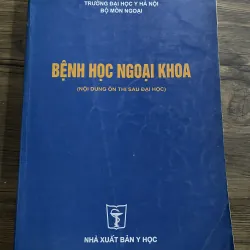 TRƯỜNG ĐẠI HỌC Y HÀ NỘI
BỘ MÔN NGOẠI
BỆNH HỌC NGOẠI KHOA
(NỘI DUNG ÔN THI SAU ĐẠI HỌC)
NHÀ XUẤT BẢN Y HỌC